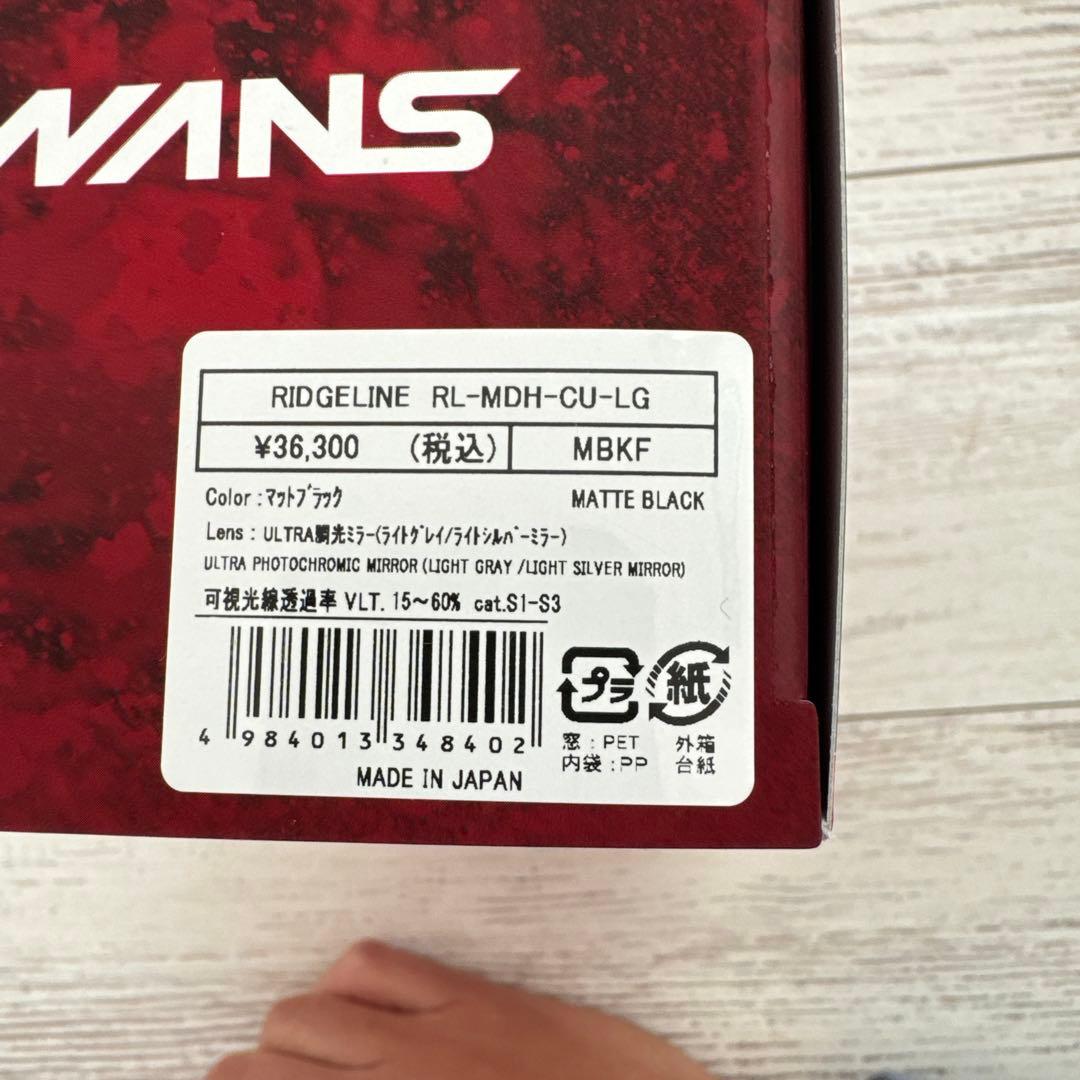 WANS
RIDGELINE RL-MDH-CU-LG
¥36,300 (税込) MBKF
Color :ﾏｯﾄﾌﾞﾗｯｸ MATTE BLACK
Lens : ULTRA調光ﾐﾗｰ(ﾗｲﾄｸﾞﾚｲ/ﾗｲﾄｼﾙﾊﾞｰﾐﾗｰ)
ULTRA PHOTOCHROMIC MIRROR (LIGHT GRAY /LIGHT SILVER MIRROR)
可視光線透過率 VLT. 15～60% cat.S1-S3
4 984013 348402
MADE IN JAPAN
プラ
窓 : PET
内袋 : PP
紙
外箱
台紙